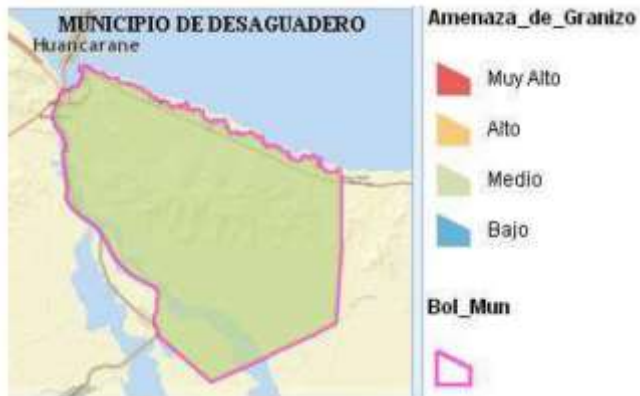 MUNICIPIO DE DESAGUADERO
Huancarane
Amenaza_de_Granizo
Muy Alto
Alto
Medio
Bajo
Bol_Mun